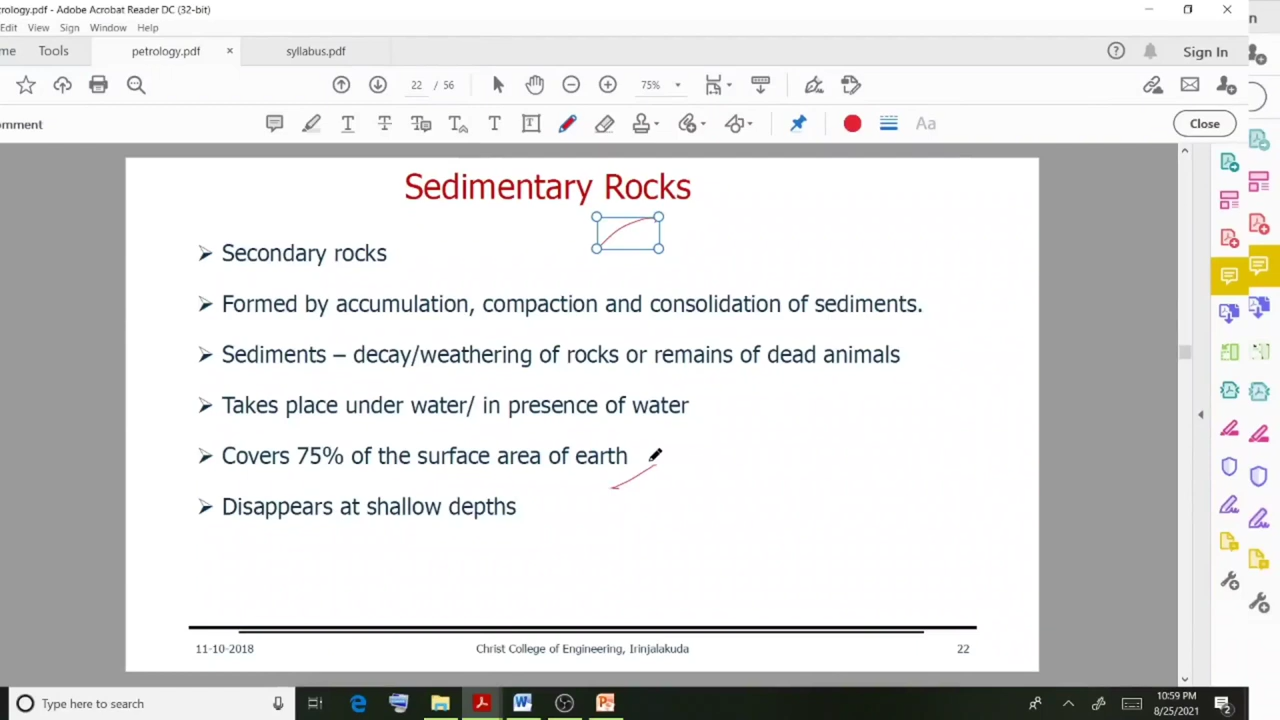 trology.pdf - Adobe Acrobat Reader DC (32-bit)
Edit View Sign Window Help
me Tools petrology.pdf × syllabus.pdf Sign In
22 / 56 75%
omment Close
Sedimentary Rocks
Secondary rocks
Formed by accumulation, compaction and consolidation of sediments.
Sediments – decay/weathering of rocks or remains of dead animals
Takes place under water/ in presence of water
Covers 75% of the surface area of earth
Disappears at shallow depths
11-10-2018 Christ College of Engineering, Irinjalakuda 22
Type here to search
10:59 PM
8/25/2021
2